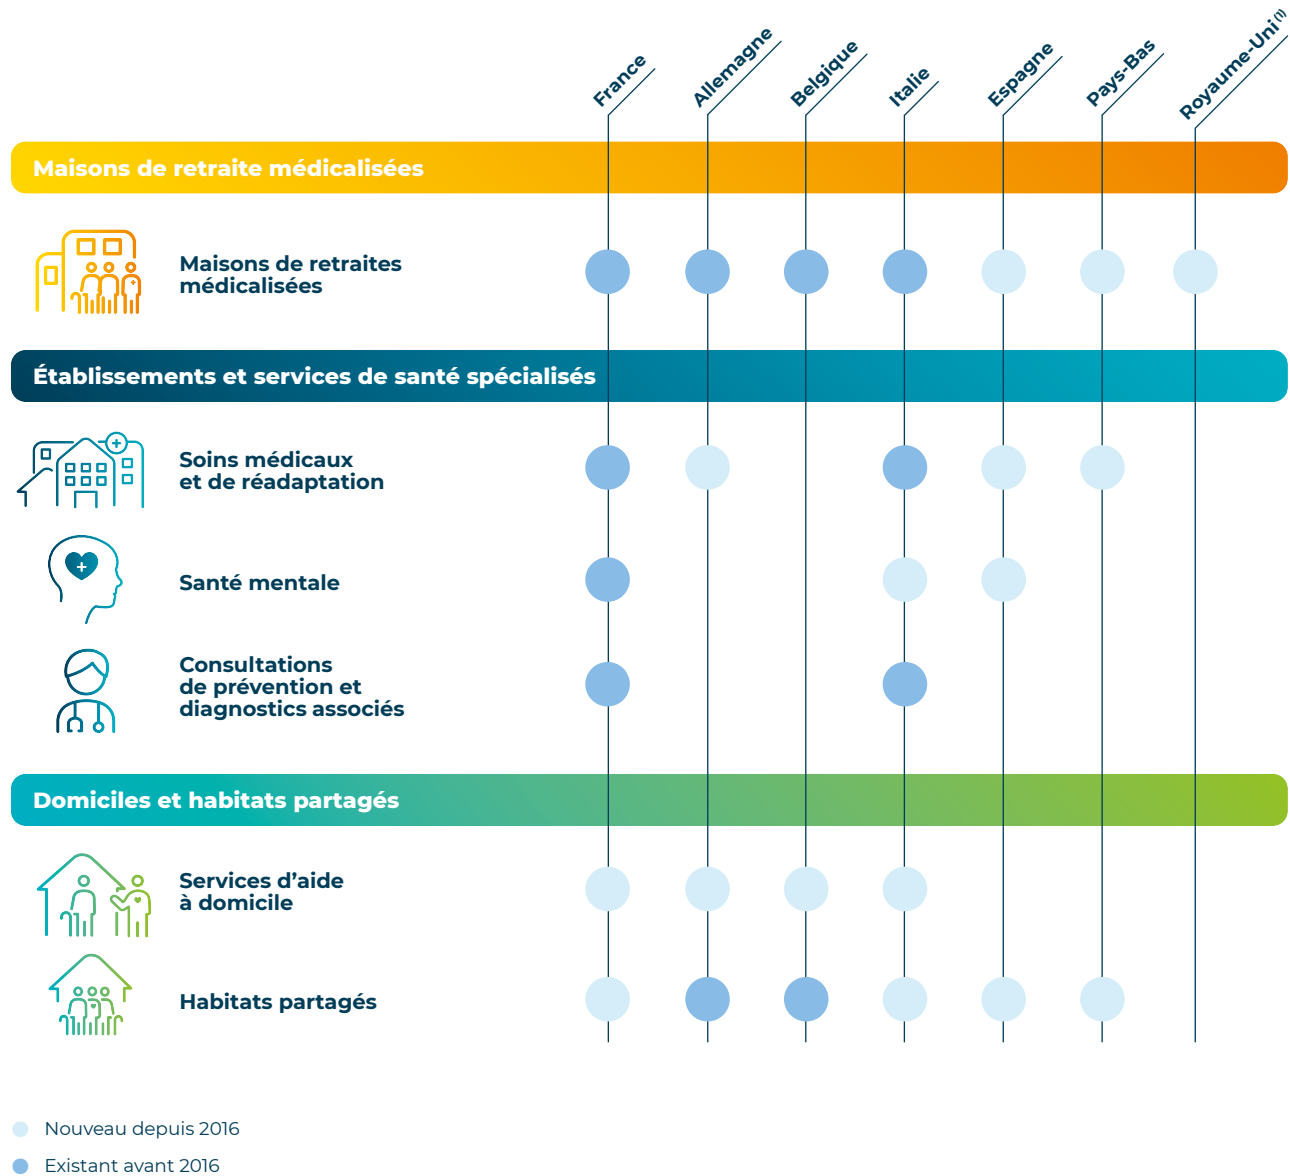 France
Allemagne
Belgique
Italie
Espagne
Pays-Bas
Royaume-Uni(1)
Maisons de retraite médicalisées
Maisons de retraites
médicalisées
Établissements et services de santé spécialisés
Soins médicaux
et de réadaptation
Santé mentale
Consultations
de prévention et
diagnostics associés
Domiciles et habitats partagés
Services d’aide
à domicile
Habitats partagés
Nouveau depuis 2016
Existant avant 2016